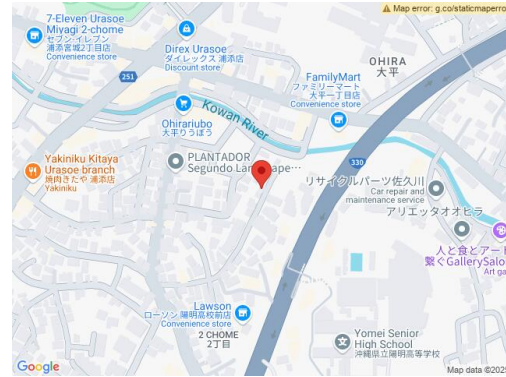 Map error: g.co/staticmaperro
7-Eleven Urasoe
Miyagi 2-chome
セブン-イレブン
浦添宮城2丁目店
Convenience store
Direx Urasoe
ダイレックス 浦添店
Discount store
OHIRA
大平
251
FamilyMart
ファミリーマート
大平一丁目店
Convenience store
Ohirariubo
大平りうぼう
Kowan River
Yakiniku Kitaya
Urasoe branch
焼肉きたや 浦添店
Yakiniku
PLANTADOR
Segundo Landscape…
330
リサイクルパーツ佐久川
Car repair and
maintenance service
アリエッタオオヒラ
人と食とアート
繋ぐGallerySalo
Art ga
Lawson
ローソン 陽明高校前店
Convenience store
2 CHOME
2丁目
Yomei Senior
High School
沖縄県立陽明高等学校
Google
Map data ©2025